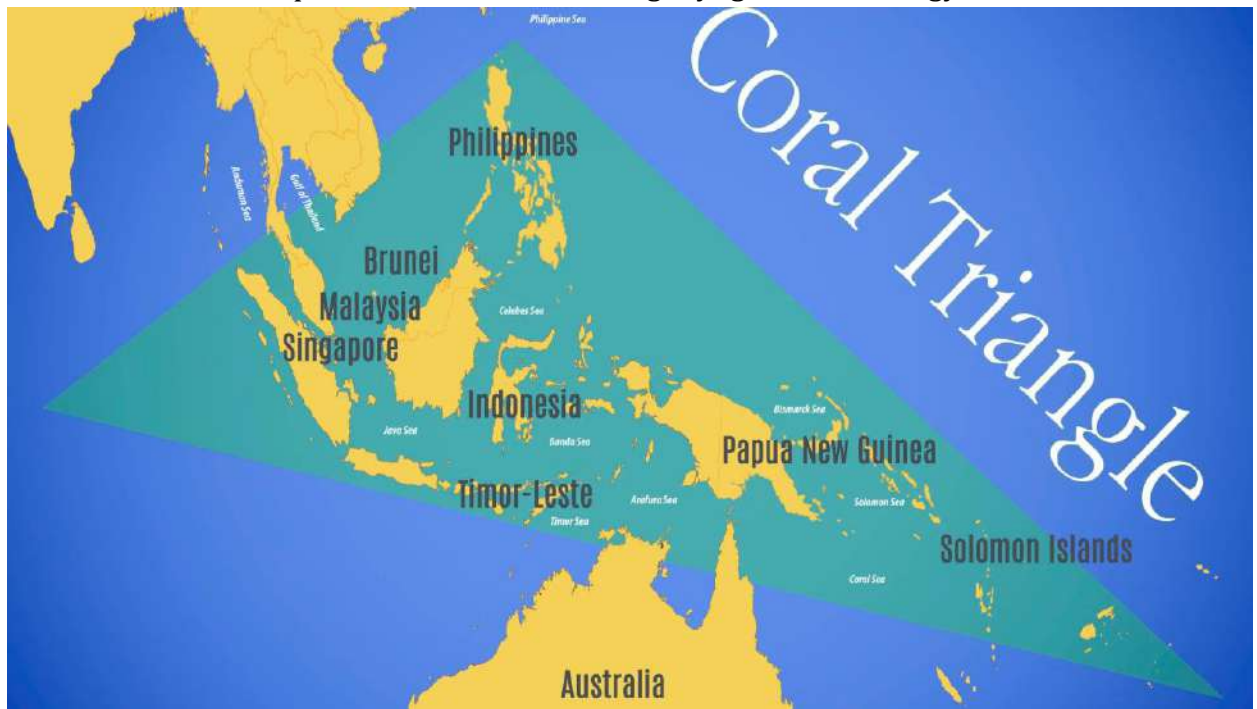 Philippine Sea
Coral Triangle
Philippines
Andaman Sea
Gulf of Thailand
Brunei
Malaysia
Singapore
Celebes Sea
Indonesia
Java Sea
Banda Sea
Bismarck Sea
Papua New Guinea
Timor-Leste
Arafura Sea
Solomon Sea
Timor Sea
Solomon Islands
Coral Sea
Australia